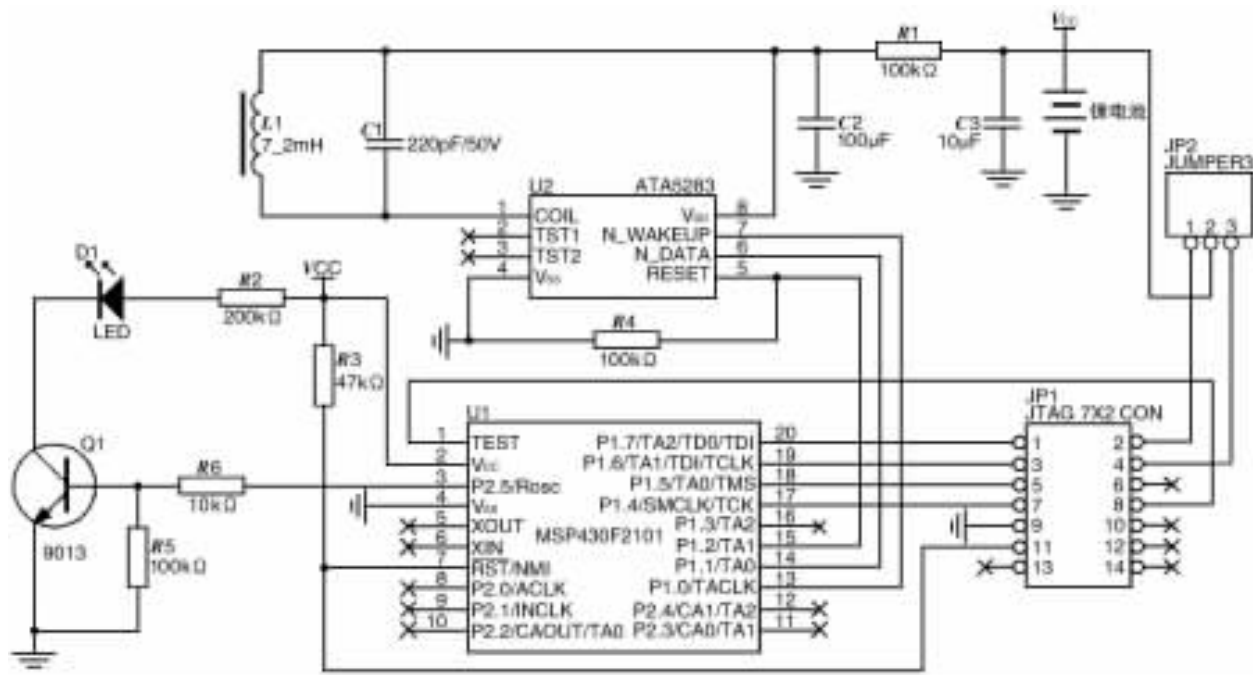 Vcc
R1
100kΩ
L1
7_2mH
C1
220pF/50V
C2
100μF
C3
10μF
锂电池
JP2
JUMPER3
1 2 3
U2 ATA5283
1 COIL
2 TST1
3 TST2
4 Vss
8
7 N_WAKEUP
6 N_DATA
5 RESET
D1
LED
R2
200kΩ
VCC
R3
47kΩ
R4
100kΩ
Q1
9013
R6
10kΩ
R5
100kΩ
U1
MSP430F2101
1 TEST
2 Vcc
3 P2.5/Rosc
4 Vss
5 XOUT
6 XIN
7 RST/NMI
8 P2.0/ACLK
9 P2.1/INCLK
10 P2.2/CAOUT/TA0
P1.7/TA2/TD0/TDI 20
P1.6/TA1/TDI/TCLK 19
P1.5/TA0/TMS 18
P1.4/SMCLK/TCK 17
P1.3/TA2 16
P1.2/TA1 15
P1.1/TA0 14
P1.0/TACLK 13
P2.4/CA1/TA2 12
P2.3/CA0/TA1 11
JP1
JTAG 7X2 CON
1 2
3 4
5 6
7 8
9 10
11 12
13 14